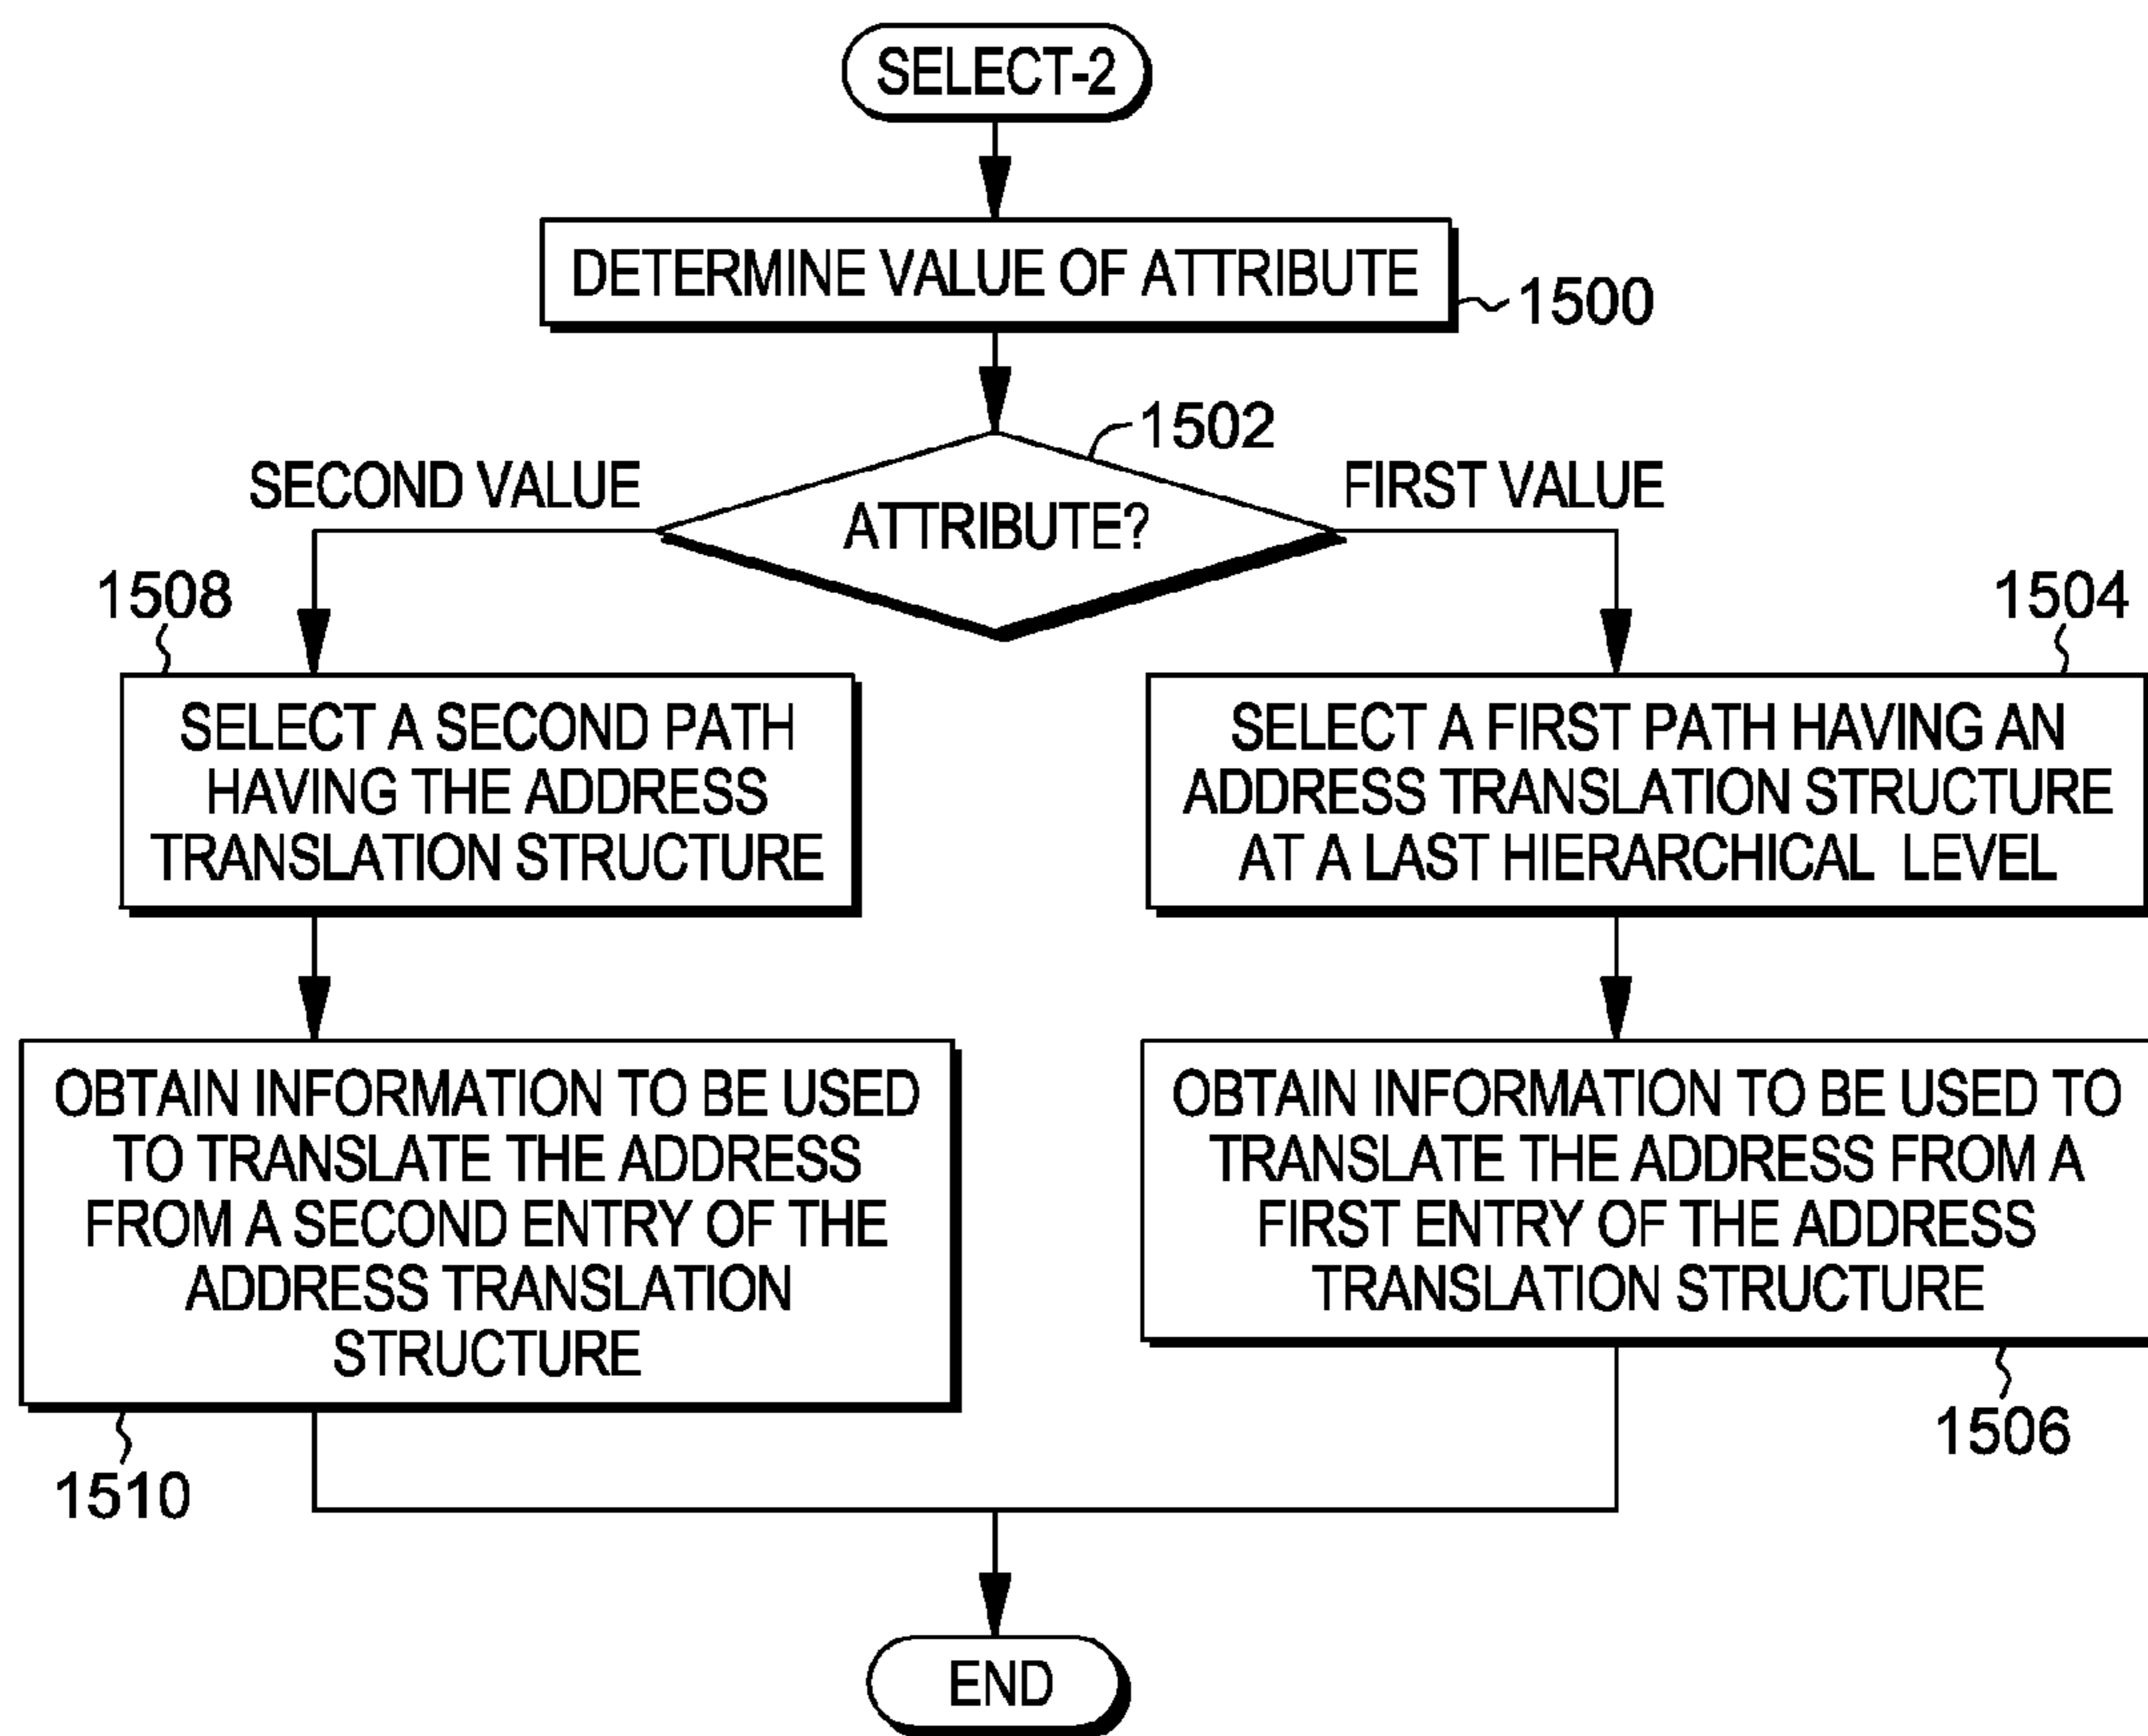 SELECT-2
DETERMINE VALUE OF ATTRIBUTE
1500
1502
SECOND VALUE
FIRST VALUE
ATTRIBUTE?
1508
1504
SELECT A SECOND PATH
HAVING THE ADDRESS
TRANSLATION STRUCTURE
SELECT A FIRST PATH HAVING AN
ADDRESS TRANSLATION STRUCTURE
AT A LAST HIERARCHICAL LEVEL
OBTAIN INFORMATION TO BE USED
TO TRANSLATE THE ADDRESS
FROM A SECOND ENTRY OF THE
ADDRESS TRANSLATION
STRUCTURE
OBTAIN INFORMATION TO BE USED TO
TRANSLATE THE ADDRESS FROM A
FIRST ENTRY OF THE ADDRESS
TRANSLATION STRUCTURE
1510
1506
END